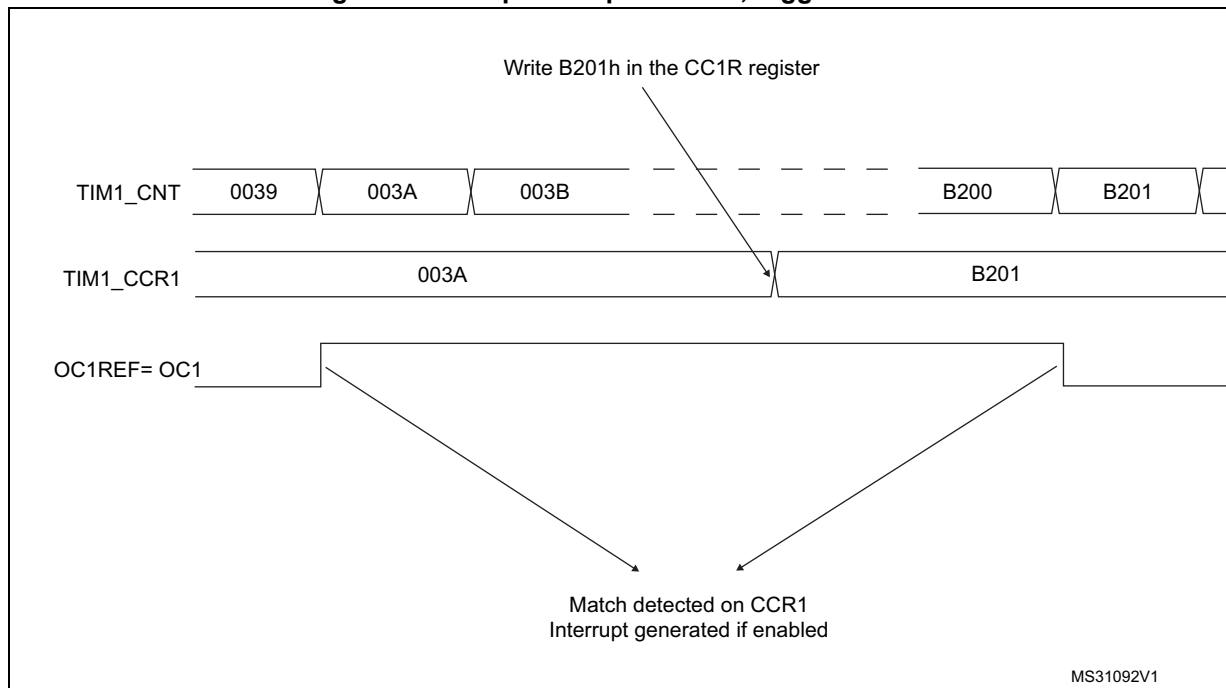 Write B201h in the CC1R register
TIM1_CNT 0039 003A 003B B200 B201
TIM1_CCR1 003A B201
OC1REF= OC1
Match detected on CCR1
Interrupt generated if enabled
MS31092V1